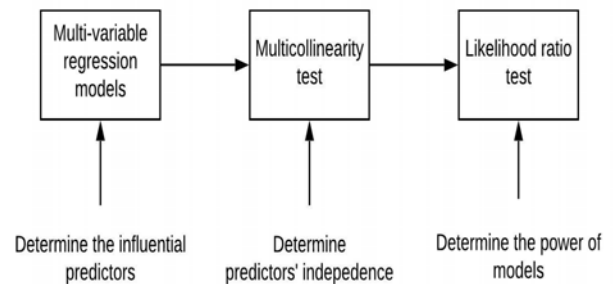 Multi-variable
regression
models
Multicollinearity
test
Likelihood ratio
test
Determine the influential
predictors
Determine
predictors' indepedence
Determine the power of
models